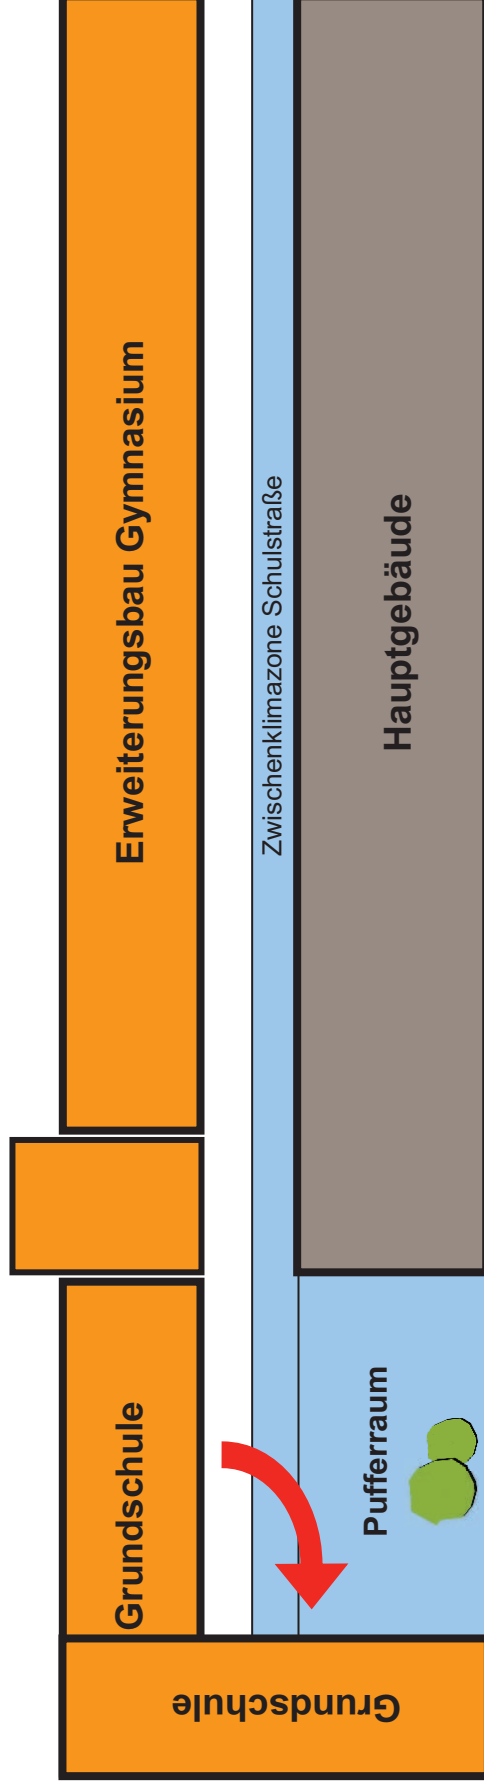 Erweiterungsbau Gymnasium
Zwischenklimazone Schulstraße
Hauptgebäude
Grundschule
Pufferraum
Grundschule